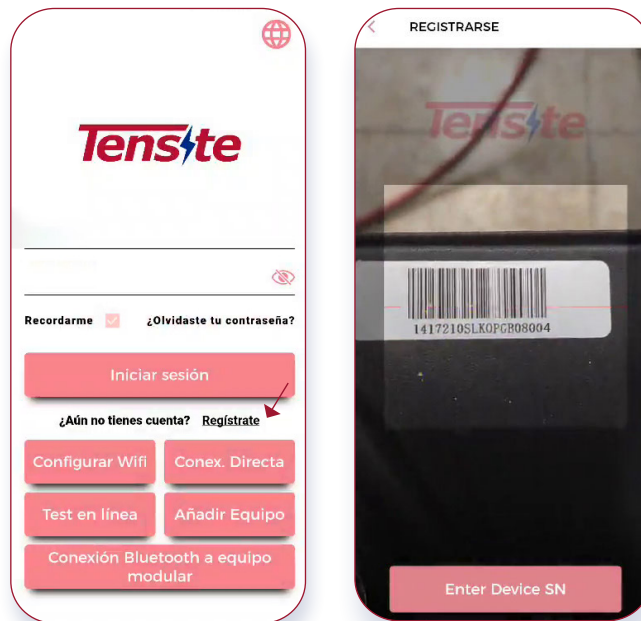 Tensite
Recordarme ¿Olvidaste tu contraseña?
Iniciar sesión
¿Aún no tienes cuenta? Regístrate
Configurar Wifi Conex. Directa
Test en línea Añadir Equipo
Conexión Bluetooth a equipo
modular
REGISTRARSE
Tensite
1417210SLKQPGR08004
Enter Device SN